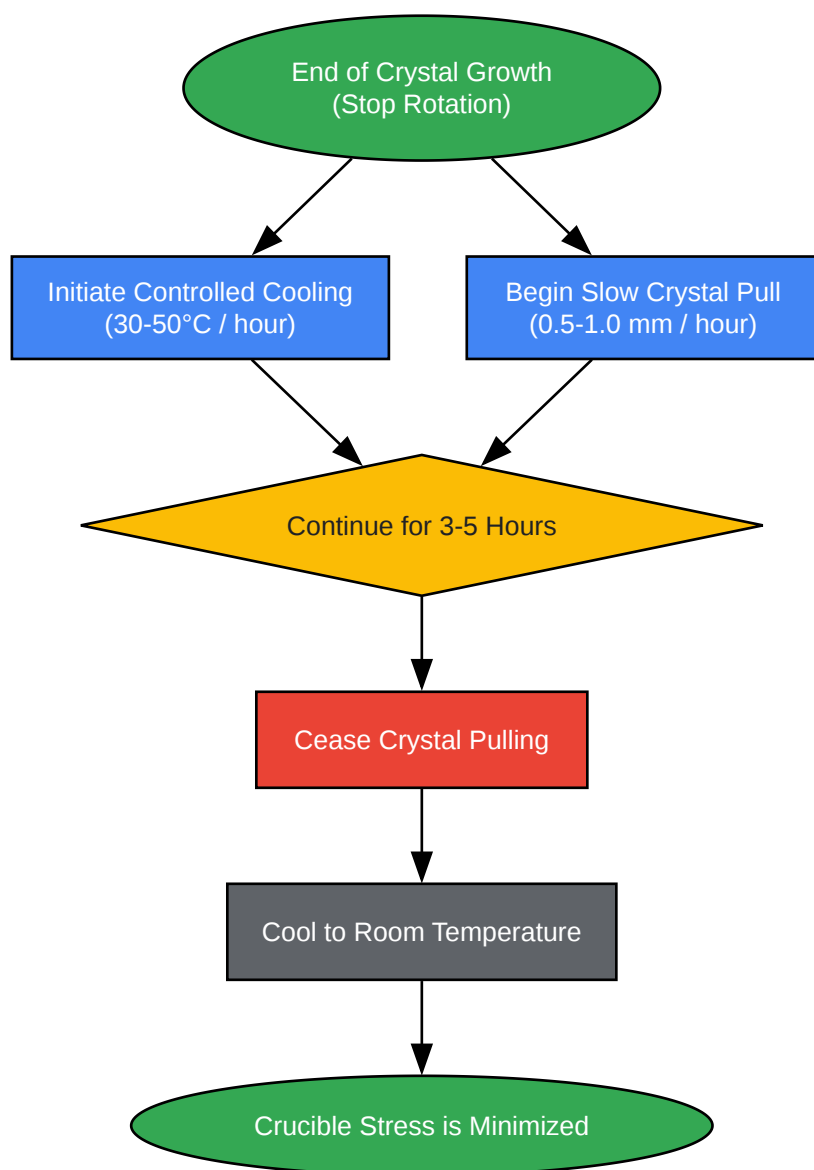 End of Crystal Growth
(Stop Rotation)
Initiate Controlled Cooling
(30-50°C / hour)
Begin Slow Crystal Pull
(0.5-1.0 mm / hour)
Continue for 3-5 Hours
Cease Crystal Pulling
Cool to Room Temperature
Crucible Stress is Minimized